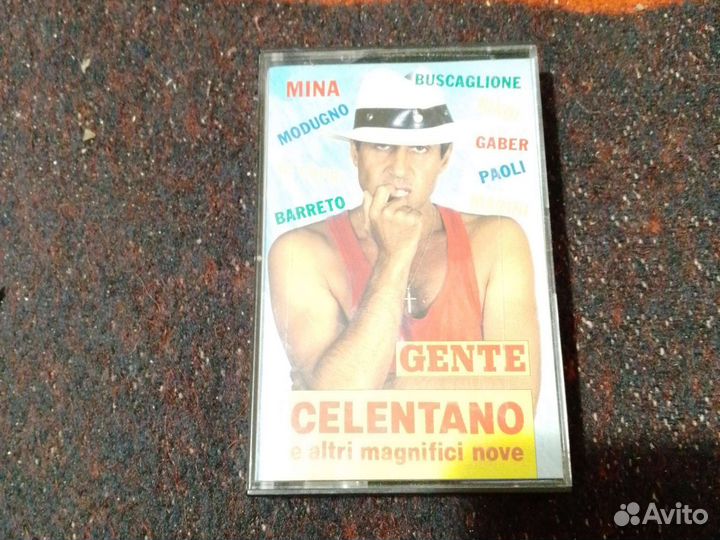 MINA
BUSCAGLIONE
MODUGNO
GABER
PAOLI
BARRETO
GENTE
CELENTANO
e altri magnifici nove
Avito